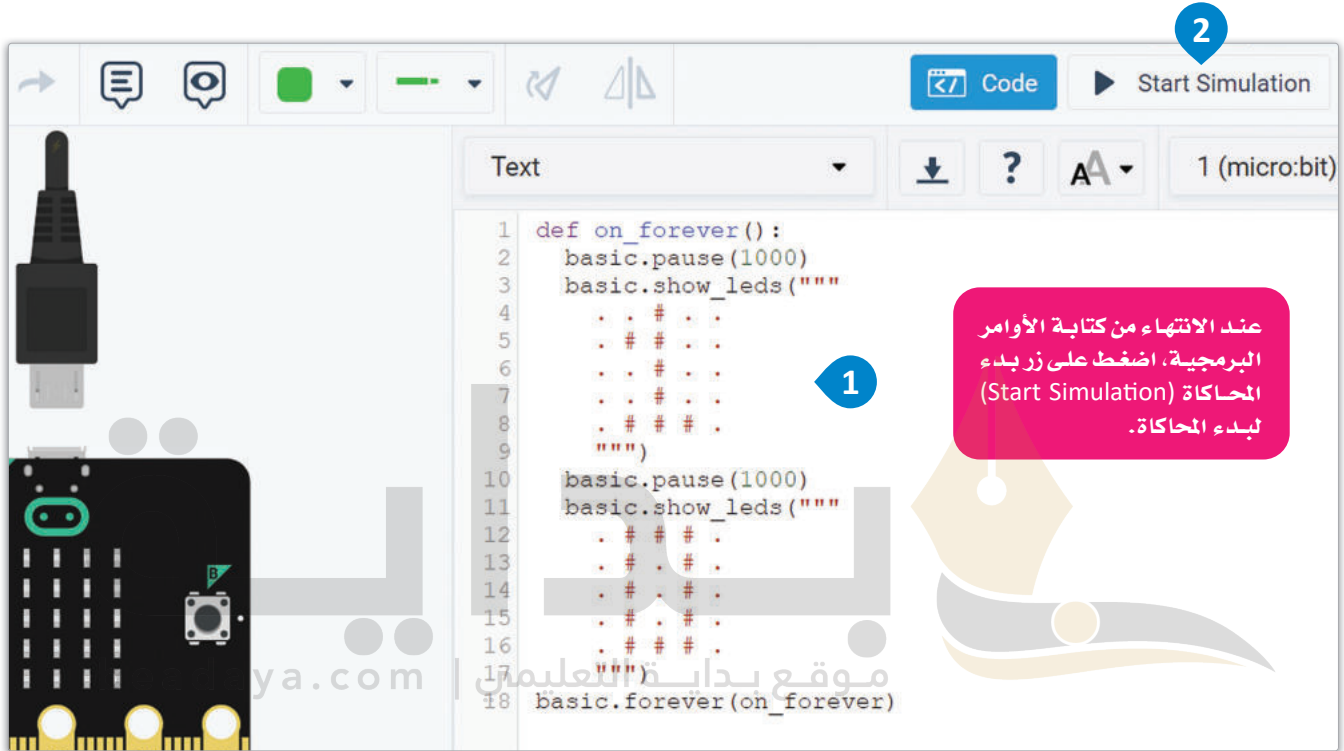 2
Code
Start Simulation
Text
?
AA
1 (micro:bit)
1 def on_forever():
2   basic.pause(1000)
3   basic.show_leds("""
4     . . # . .
5     . # # . .
6     . . # . .
7     . . # . .
8     . # # # .
9     """)
10   basic.pause(1000)
11   basic.show_leds("""
12     . # # # .
13     . # . # .
14     . # . # .
15     . # . # .
16     . # # # .
17     """)
18 basic.forever(on_forever)
1
عند الانتهاء من كتابة الأوامر
البرمجية، اضغط على زر بدء
المحاكاة (Start Simulation)
لبدء المحاكاة.
B
بداية
موقع بداية التعليمي |